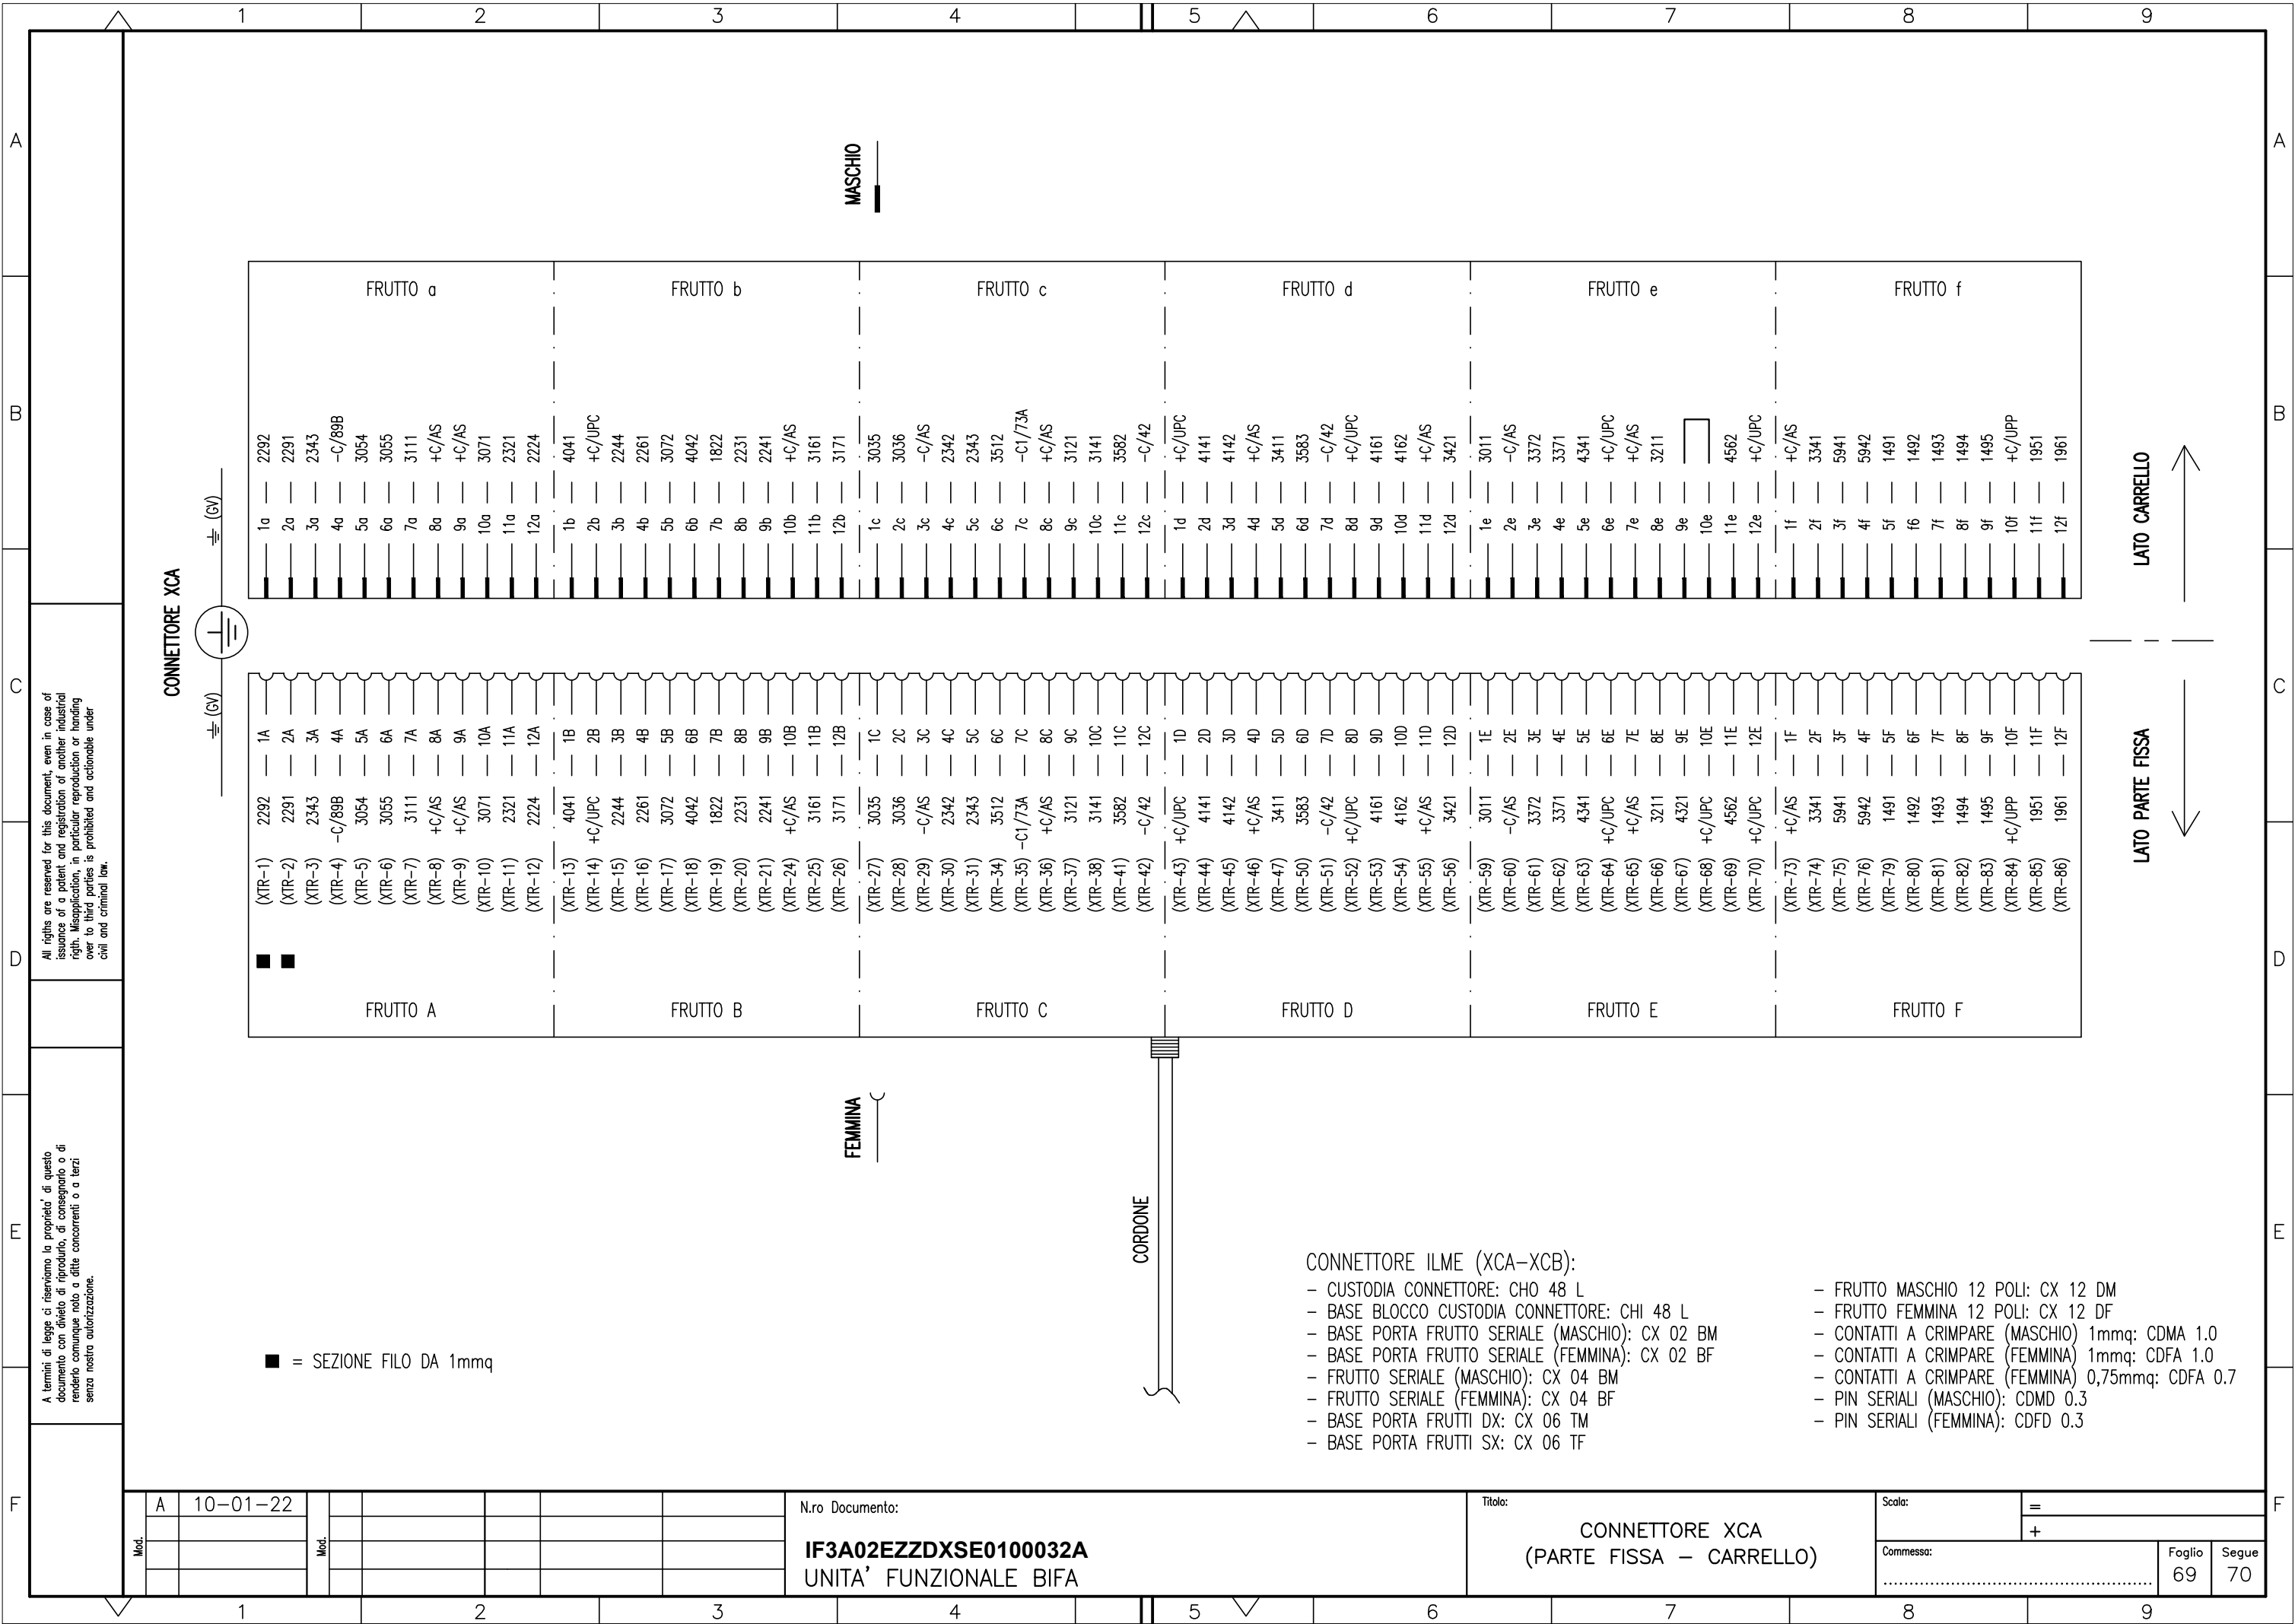 1 2 3 4 5 6 7 8 9
A A
B B
C C
D D
E E
F F
MASCHIO
FRUTTO a FRUTTO b FRUTTO c FRUTTO d FRUTTO e FRUTTO f
2292 2291 2343 -C/89B 3054 3055 3111 +C/AS +C/AS 3071 2321 2224
4041 +C/UPC 2244 2261 3072 4042 1822 2231 2241 +C/AS 3161 3171
3035 3036 -C/AS 2342 2343 3512 -C1/73A +C/AS 3121 3141 3582 -C/42
+C/UPC 4141 4142 +C/AS 3411 3583 -C/42 +C/UPC 4161 4162 +C/AS 3421
3011 -C/AS 3372 3371 4341 +C/UPC +C/AS 3211 4562 +C/UPC
+C/AS 3341 5941 5942 1491 1492 1493 1494 1495 +C/UPP 1951 1961
1a 2a 3a 4a 5a 6a 7a 8a 9a 10a 11a 12a
1b 2b 3b 4b 5b 6b 7b 8b 9b 10b 11b 12b
1c 2c 3c 4c 5c 6c 7c 8c 9c 10c 11c 12c
1d 2d 3d 4d 5d 6d 7d 8d 9d 10d 11d 12d
1e 2e 3e 4e 5e 6e 7e 8e 9e 10e 11e 12e
1f 2f 3f 4f 5f f6 7f 8f 9f 10f 11f 12f
(GV)
CONNETTORE XCA
(GV)
LATO CARRELLO
LATO PARTE FISSA
1A 2A 3A 4A 5A 6A 7A 8A 9A 10A 11A 12A
1B 2B 3B 4B 5B 6B 7B 8B 9B 10B 11B 12B
1C 2C 3C 4C 5C 6C 7C 8C 9C 10C 11C 12C
1D 2D 3D 4D 5D 6D 7D 8D 9D 10D 11D 12D
1E 2E 3E 4E 5E 6E 7E 8E 9E 10E 11E 12E
1F 2F 3F 4F 5F 6F 7F 8F 9F 10F 11F 12F
2292 2291 2343 -C/89B 3054 3055 3111 +C/AS +C/AS 3071 2321 2224
4041 +C/UPC 2244 2261 3072 4042 1822 2231 2241 +C/AS 3161 3171
3035 3036 -C/AS 2342 2343 3512 -C1/73A +C/AS 3121 3141 3582 -C/42
+C/UPC 4141 4142 +C/AS 3411 3583 -C/42 +C/UPC 4161 4162 +C/AS 3421
3011 -C/AS 3372 3371 4341 +C/UPC +C/AS 3211 4321 +C/UPC 4562 +C/UPC
+C/AS 3341 5941 5942 1491 1492 1493 1494 1495 +C/UPP 1951 1961
(XTR-1) (XTR-2) (XTR-3) (XTR-4) (XTR-5) (XTR-6) (XTR-7) (XTR-8) (XTR-9) (XTR-10) (XTR-11) (XTR-12)
(XTR-13) (XTR-14) (XTR-15) (XTR-16) (XTR-17) (XTR-18) (XTR-19) (XTR-20) (XTR-21) (XTR-24) (XTR-25) (XTR-26)
(XTR-27) (XTR-28) (XTR-29) (XTR-30) (XTR-31) (XTR-34) (XTR-35) (XTR-36) (XTR-37) (XTR-38) (XTR-41) (XTR-42)
(XTR-43) (XTR-44) (XTR-45) (XTR-46) (XTR-47) (XTR-50) (XTR-51) (XTR-52) (XTR-53) (XTR-54) (XTR-55) (XTR-56)
(XTR-59) (XTR-60) (XTR-61) (XTR-62) (XTR-63) (XTR-64) (XTR-65) (XTR-66) (XTR-67) (XTR-68) (XTR-69) (XTR-70)
(XTR-73) (XTR-74) (XTR-75) (XTR-76) (XTR-79) (XTR-80) (XTR-81) (XTR-82) (XTR-83) (XTR-84) (XTR-85) (XTR-86)
FRUTTO A FRUTTO B FRUTTO C FRUTTO D FRUTTO E FRUTTO F
FEMMINA
CORDONE
All rigths are reserved for this document, even in case of
issuance of a patent and registration of another industrial
rigth. Misapplication, in particular reproduction or handing
over to third parties is prohibited and actionable under
civil and criminal law.
A termini di legge ci riserviamo la proprieta' di questo
documento con divieto di riprodurlo, di consegnarlo o di
renderlo comunque noto a ditte concorrenti o a terzi
senza nostra autorizzazione.
■ = SEZIONE FILO DA 1mmq
CONNETTORE ILME (XCA-XCB):
- CUSTODIA CONNETTORE: CHO 48 L
- BASE BLOCCO CUSTODIA CONNETTORE: CHI 48 L
- BASE PORTA FRUTTO SERIALE (MASCHIO): CX 02 BM
- BASE PORTA FRUTTO SERIALE (FEMMINA): CX 02 BF
- FRUTTO SERIALE (MASCHIO): CX 04 BM
- FRUTTO SERIALE (FEMMINA): CX 04 BF
- BASE PORTA FRUTTI DX: CX 06 TM
- BASE PORTA FRUTTI SX: CX 06 TF
- FRUTTO MASCHIO 12 POLI: CX 12 DM
- FRUTTO FEMMINA 12 POLI: CX 12 DF
- CONTATTI A CRIMPARE (MASCHIO) 1mmq: CDMA 1.0
- CONTATTI A CRIMPARE (FEMMINA) 1mmq: CDFA 1.0
- CONTATTI A CRIMPARE (FEMMINA) 0,75mmq: CDFA 0.7
- PIN SERIALI (MASCHIO): CDMD 0.3
- PIN SERIALI (FEMMINA): CDFD 0.3
Mod. A 10-01-22 Mod.
N.ro Documento:
IF3A02EZZDXSE0100032A
UNITA' FUNZIONALE BIFA
Titolo:
CONNETTORE XCA
(PARTE FISSA - CARRELLO)
Scala:
=
+
Commessa:
Foglio
69
Segue
70
1 2 3 4 5 6 7 8 9